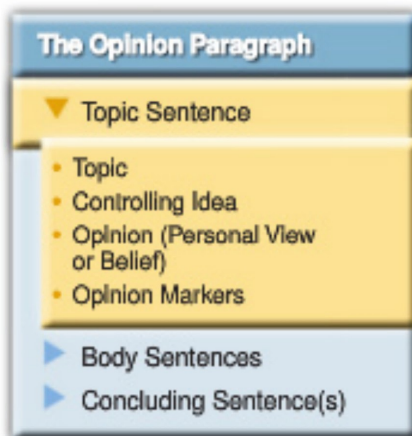 The Opinion Paragraph
Topic Sentence
• Topic
• Controlling Idea
• Opinion (Personal View
or Belief)
• Opinion Markers
Body Sentences
Concluding Sentence(s)